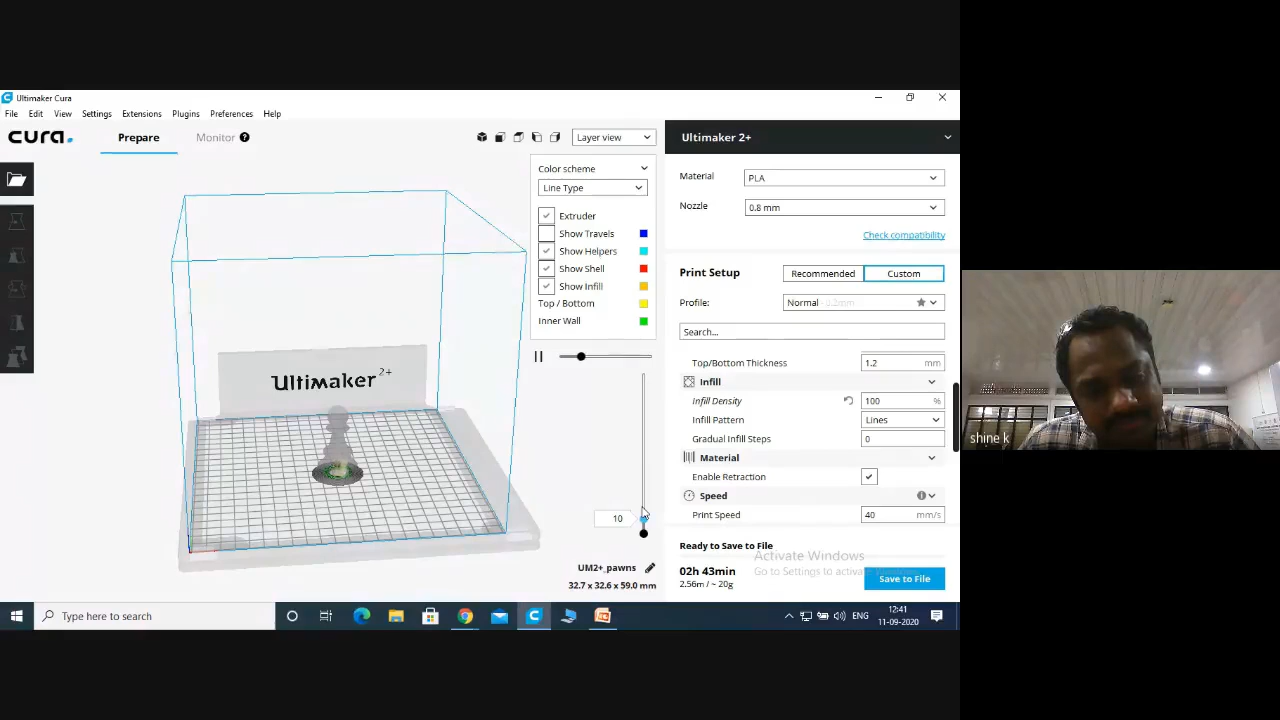 Ultimaker Cura
File Edit View Settings Extensions Plugins Preferences Help
cura. Prepare Monitor ? Layer view
Color scheme
Line Type
Extruder
Show Travels
Show Helpers
Show Shell
Show Infill
Top / Bottom
Inner Wall
Ultimaker 2+
10
UM2+_pawns
32.7 x 32.6 x 59.0 mm
Ultimaker 2+
Material PLA
Nozzle 0.8 mm
Check compatibility
Print Setup Recommended Custom
Profile: Normal - 0.2mm
Search...
Top/Bottom Thickness 1.2 mm
Infill
Infill Density 100 %
Infill Pattern Lines
Gradual Infill Steps 0
Material
Enable Retraction
Speed
Print Speed 40 mm/s
Ready to Save to File
Activate Windows
02h 43min
Go to Settings to activate Windows.
2.56m / ~ 20g
Save to File
shine k
Type here to search
ENG
12:41
11-09-2020